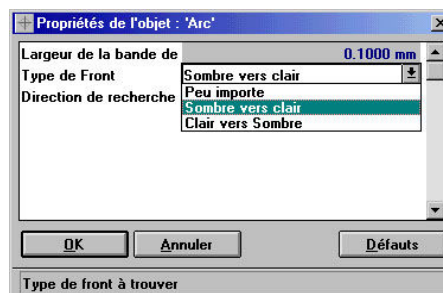 Propriétés de l'objet : 'Arc'
Largeur de la bande de 0.1000 mm
Type de Front Sombre vers clair
Direction de recherche Peu importe
Sombre vers clair
Clair vers Sombre
OK Annuler Défauts
Type de front à trouver